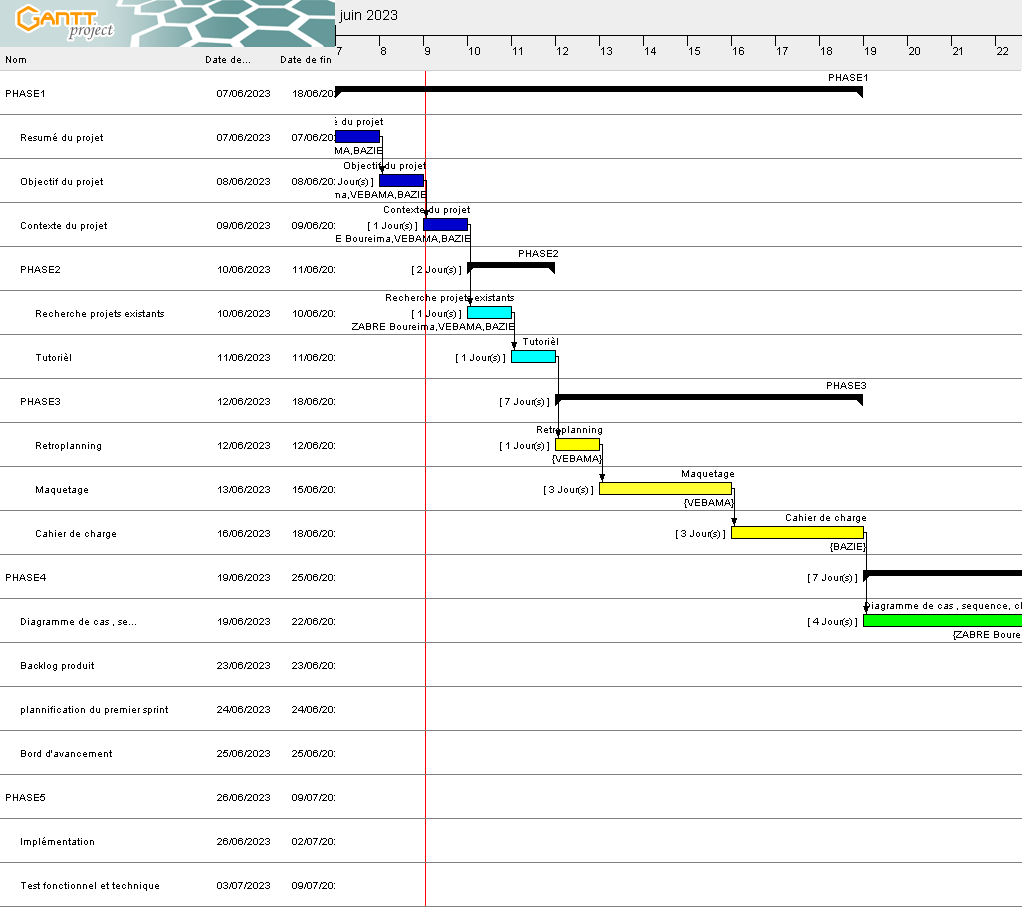 GANTT project
juin 2023
7 8 9 10 11 12 13 14 15 16 17 18 19 20 21 22
Nom Date de... Date de fin
PHASE1
PHASE1 07/06/2023 18/06/20
du projet
Resumé du projet 07/06/2023 07/06/20
MA,BAZIE
Objectif du projet
Objectif du projet 08/06/2023 08/06/20 Jour(s) ]
na,VEBAMA,BAZIE
Contexte du projet
Contexte du projet 09/06/2023 09/06/20 [ 1 Jour(s) ]
E Boureima,VEBAMA,BAZIE
PHASE2
PHASE2 10/06/2023 11/06/20 [ 2 Jour(s) ]
Recherche projets existants
Recherche projets existants 10/06/2023 10/06/20 [ 1 Jour(s) ]
ZABRE Boureima,VEBAMA,BAZIE
Tutorièl
Tutorièl 11/06/2023 11/06/20 [ 1 Jour(s) ]
PHASE3
PHASE3 12/06/2023 18/06/20 [ 7 Jour(s) ]
Retroplanning
Retroplanning 12/06/2023 12/06/20 [ 1 Jour(s) ]
{VEBAMA}
Maquetage
Maquetage 13/06/2023 15/06/20 [ 3 Jour(s) ]
{VEBAMA}
Cahier de charge
Cahier de charge 16/06/2023 18/06/20 [ 3 Jour(s) ]
{BAZIE}
PHASE4 19/06/2023 25/06/20 [ 7 Jour(s) ]
Diagramme de cas , sequence, cl
Diagramme de cas , se... 19/06/2023 22/06/20 [ 4 Jour(s) ]
{ZABRE Boure
Backlog produit 23/06/2023 23/06/20
plannification du premier sprint 24/06/2023 24/06/20
Bord d'avancement 25/06/2023 25/06/20
PHASE5 26/06/2023 09/07/20
Implémentation 26/06/2023 02/07/20
Test fonctionnel et technique 03/07/2023 09/07/20